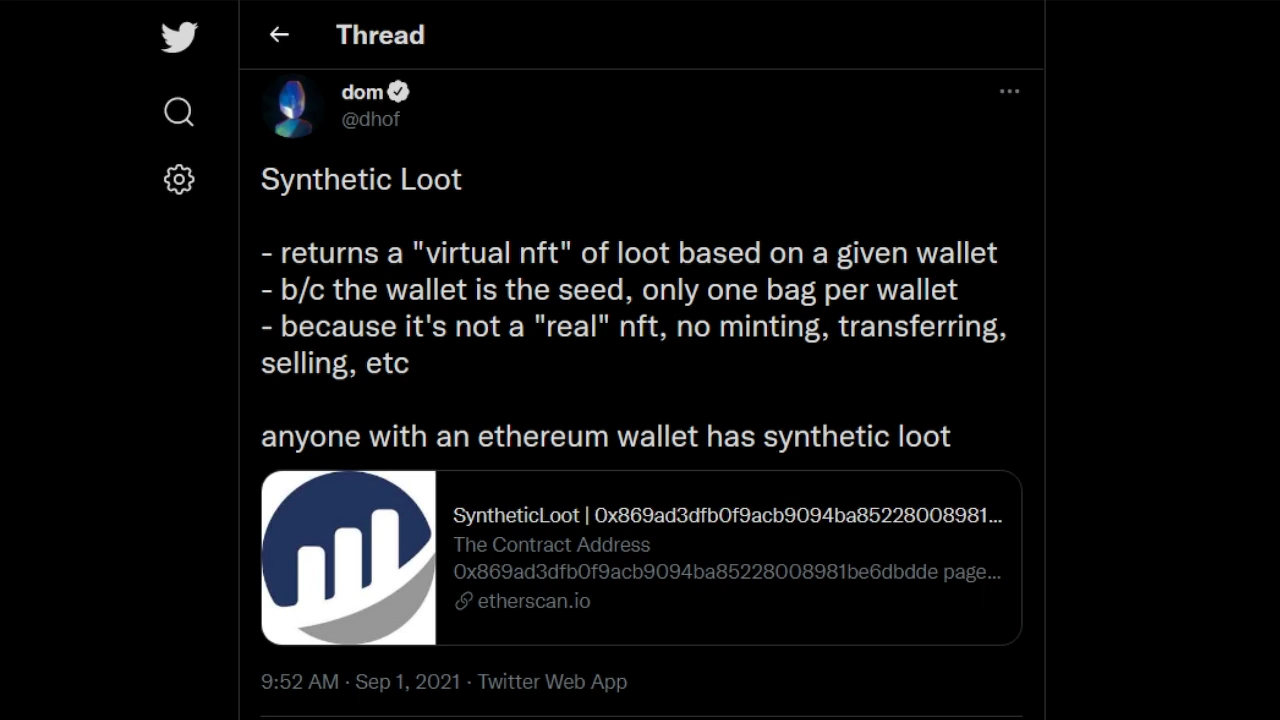 Thread
dom
@dhof
Synthetic Loot
- returns a "virtual nft" of loot based on a given wallet
- b/c the wallet is the seed, only one bag per wallet
- because it's not a "real" nft, no minting, transferring,
selling, etc
anyone with an ethereum wallet has synthetic loot
SyntheticLoot | 0x869ad3dfb0f9acb9094ba85228008981...
The Contract Address
0x869ad3dfb0f9acb9094ba85228008981be6dbdde page...
etherscan.io
9:52 AM · Sep 1, 2021 · Twitter Web App